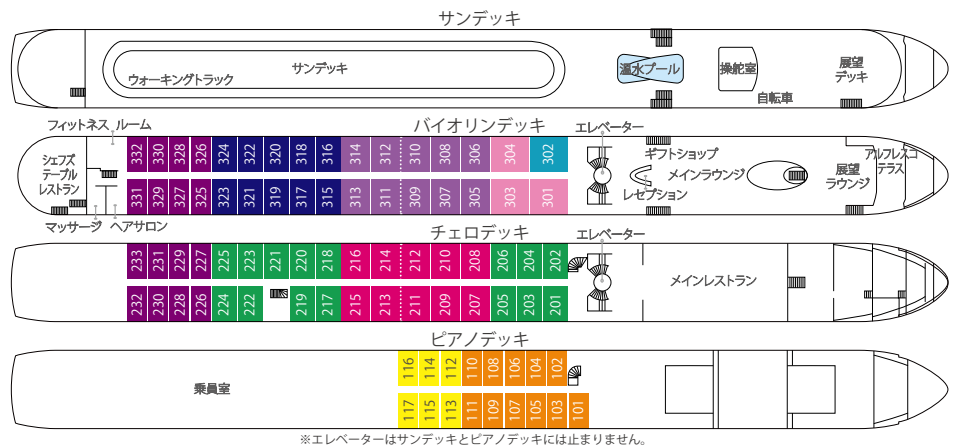 サンデッキ
ウォーキングトラック
サンデッキ
温水プール
操舵室
自転車
展望
デッキ
フィットネス ルーム
バイオリンデッキ
エレベーター
シェフズ
テーブル
レストラン
332 330 328 326 324 322 320 318 316 314 312 310 308 306 304 302
331 329 327 325 323 321 319 317 315 313 311 309 307 305 303 301
ギフトショップ
メインラウンジ
レセプション
展望
ラウンジ
アルフレスコ
テラス
マッサージ
ヘアサロン
チェロデッキ
エレベーター
233 231 229 227 225 223 221 220 218 216 214 212 210 208 206 204 202
232 230 228 226 224 222 219 217 215 213 211 209 207 205 203 201
メインレストラン
ピアノデッキ
乗員室
116 114 112 110 108 106 104 102
117 115 113 111 109 107 105 103 101
※エレベーターはサンデッキとピアノデッキには止まりません。